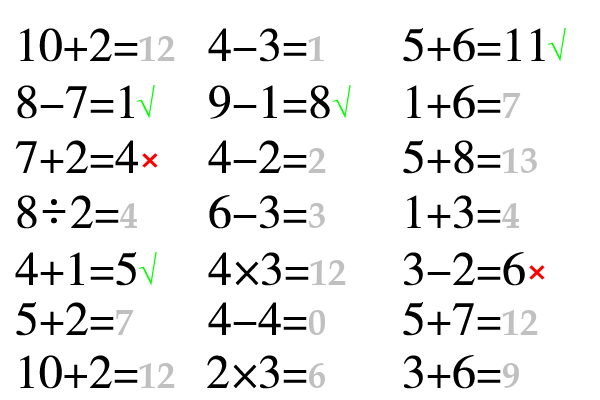 10+2=12 4−3=1 5+6=11√
8−7=1√ 9−1=8√ 1+6=7
7+2=4× 4−2=2 5+8=13
8÷2=4 6−3=3 1+3=4
4+1=5√ 4×3=12 3−2=6×
5+2=7 4−4=0 5+7=12
10+2=12 2×3=6 3+6=9